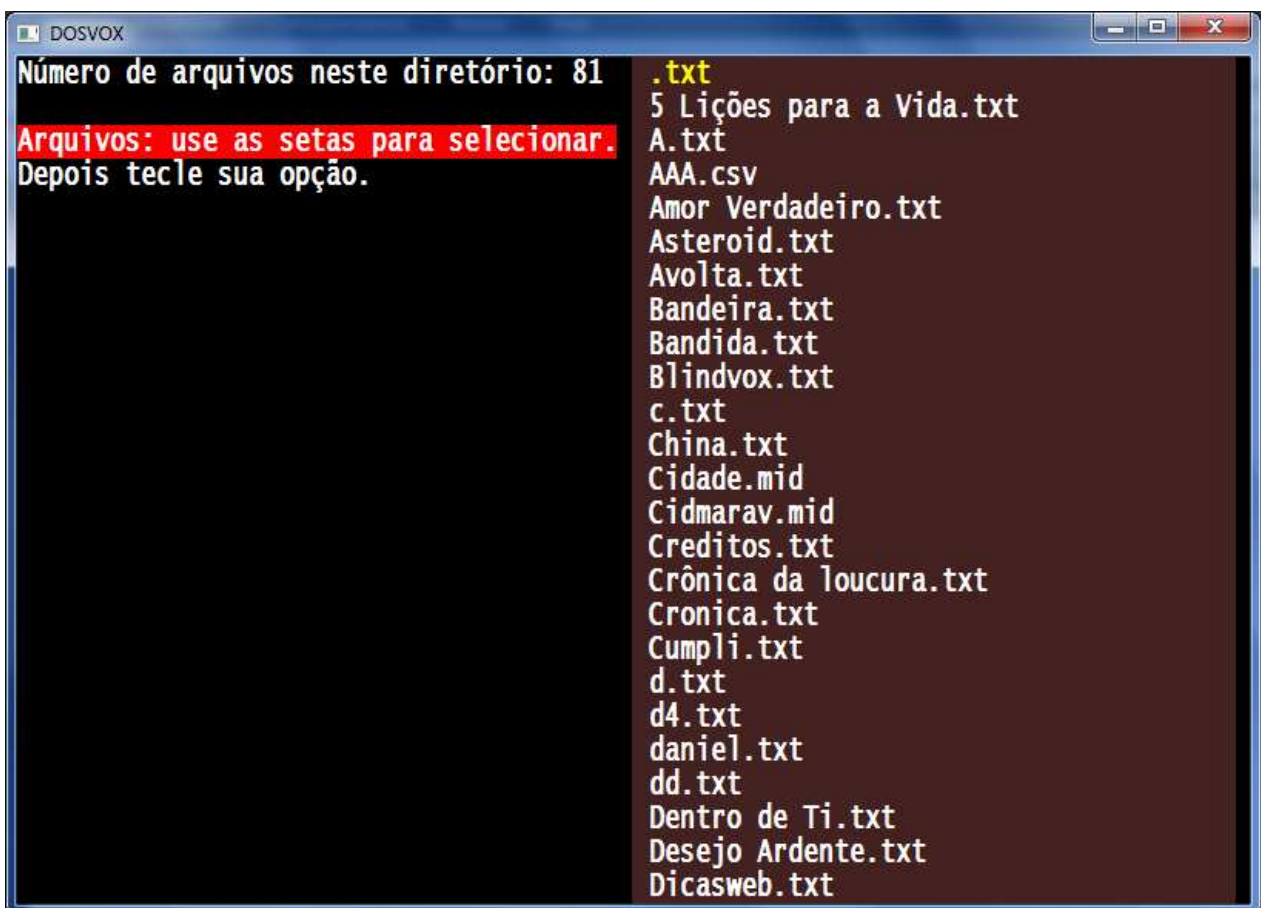 DOSVOX
Número de arquivos neste diretório: 81
Arquivos: use as setas para selecionar.
Depois tecle sua opção.
.txt
5 Lições para a Vida.txt
A.txt
AAA.csv
Amor Verdadeiro.txt
Asteroid.txt
Avolta.txt
Bandeira.txt
Bandida.txt
Blindvox.txt
c.txt
China.txt
Cidade.mid
Cidmarav.mid
Creditos.txt
Crônica da loucura.txt
Cronica.txt
Cumpli.txt
d.txt
d4.txt
daniel.txt
dd.txt
Dentro de Ti.txt
Desejo Ardente.txt
Dicasweb.txt